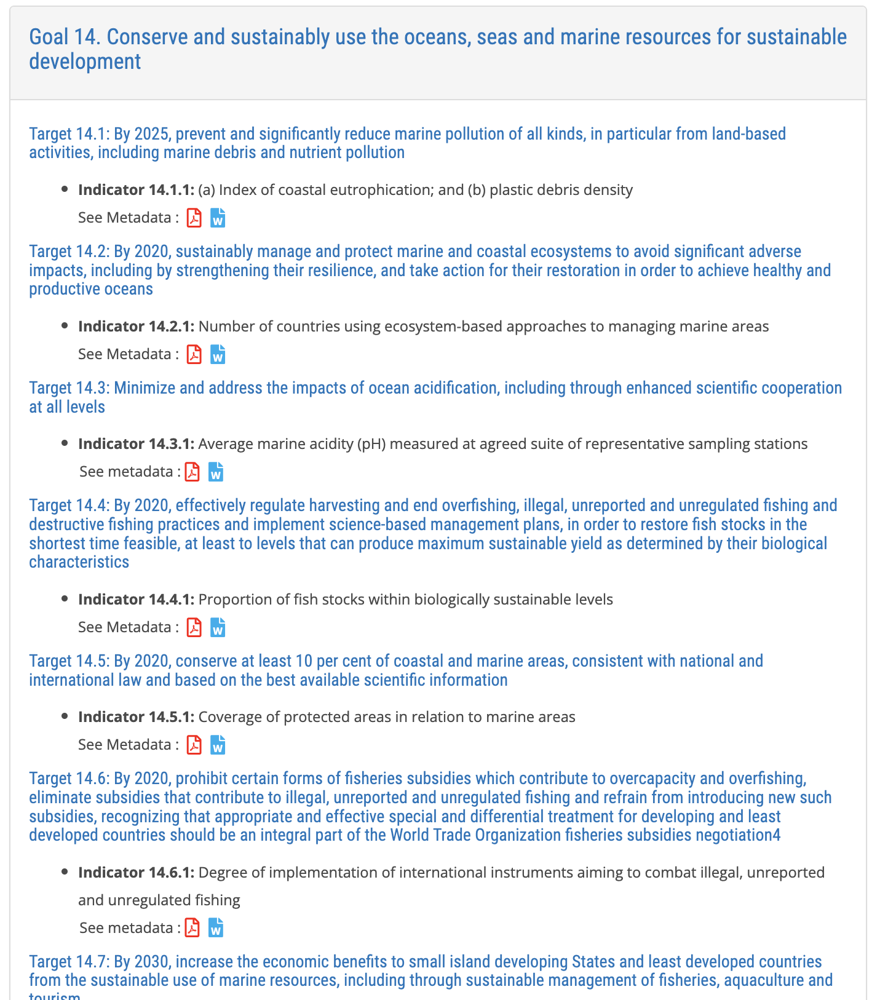 Goal 14. Conserve and sustainably use the oceans, seas and marine resources for sustainable
development
Target 14.1: By 2025, prevent and significantly reduce marine pollution of all kinds, in particular from land-based
activities, including marine debris and nutrient pollution
• Indicator 14.1.1: (a) Index of coastal eutrophication; and (b) plastic debris density
See Metadata :
Target 14.2: By 2020, sustainably manage and protect marine and coastal ecosystems to avoid significant adverse
impacts, including by strengthening their resilience, and take action for their restoration in order to achieve healthy and
productive oceans
• Indicator 14.2.1: Number of countries using ecosystem-based approaches to managing marine areas
See Metadata :
Target 14.3: Minimize and address the impacts of ocean acidification, including through enhanced scientific cooperation
at all levels
• Indicator 14.3.1: Average marine acidity (pH) measured at agreed suite of representative sampling stations
See metadata :
Target 14.4: By 2020, effectively regulate harvesting and end overfishing, illegal, unreported and unregulated fishing and
destructive fishing practices and implement science-based management plans, in order to restore fish stocks in the
shortest time feasible, at least to levels that can produce maximum sustainable yield as determined by their biological
characteristics
• Indicator 14.4.1: Proportion of fish stocks within biologically sustainable levels
See Metadata :
Target 14.5: By 2020, conserve at least 10 per cent of coastal and marine areas, consistent with national and
international law and based on the best available scientific information
• Indicator 14.5.1: Coverage of protected areas in relation to marine areas
See Metadata :
Target 14.6: By 2020, prohibit certain forms of fisheries subsidies which contribute to overcapacity and overfishing,
eliminate subsidies that contribute to illegal, unreported and unregulated fishing and refrain from introducing new such
subsidies, recognizing that appropriate and effective special and differential treatment for developing and least
developed countries should be an integral part of the World Trade Organization fisheries subsidies negotiation4
• Indicator 14.6.1: Degree of implementation of international instruments aiming to combat illegal, unreported
and unregulated fishing
See metadata :
Target 14.7: By 2030, increase the economic benefits to small island developing States and least developed countries
from the sustainable use of marine resources, including through sustainable management of fisheries, aquaculture and
tourism